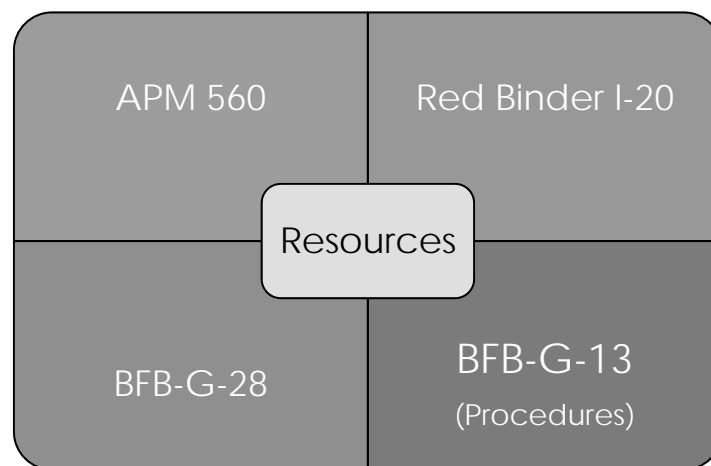 APM 560
Red Binder I-20
Resources
BFB-G-28
BFB-G-13
(Procedures)